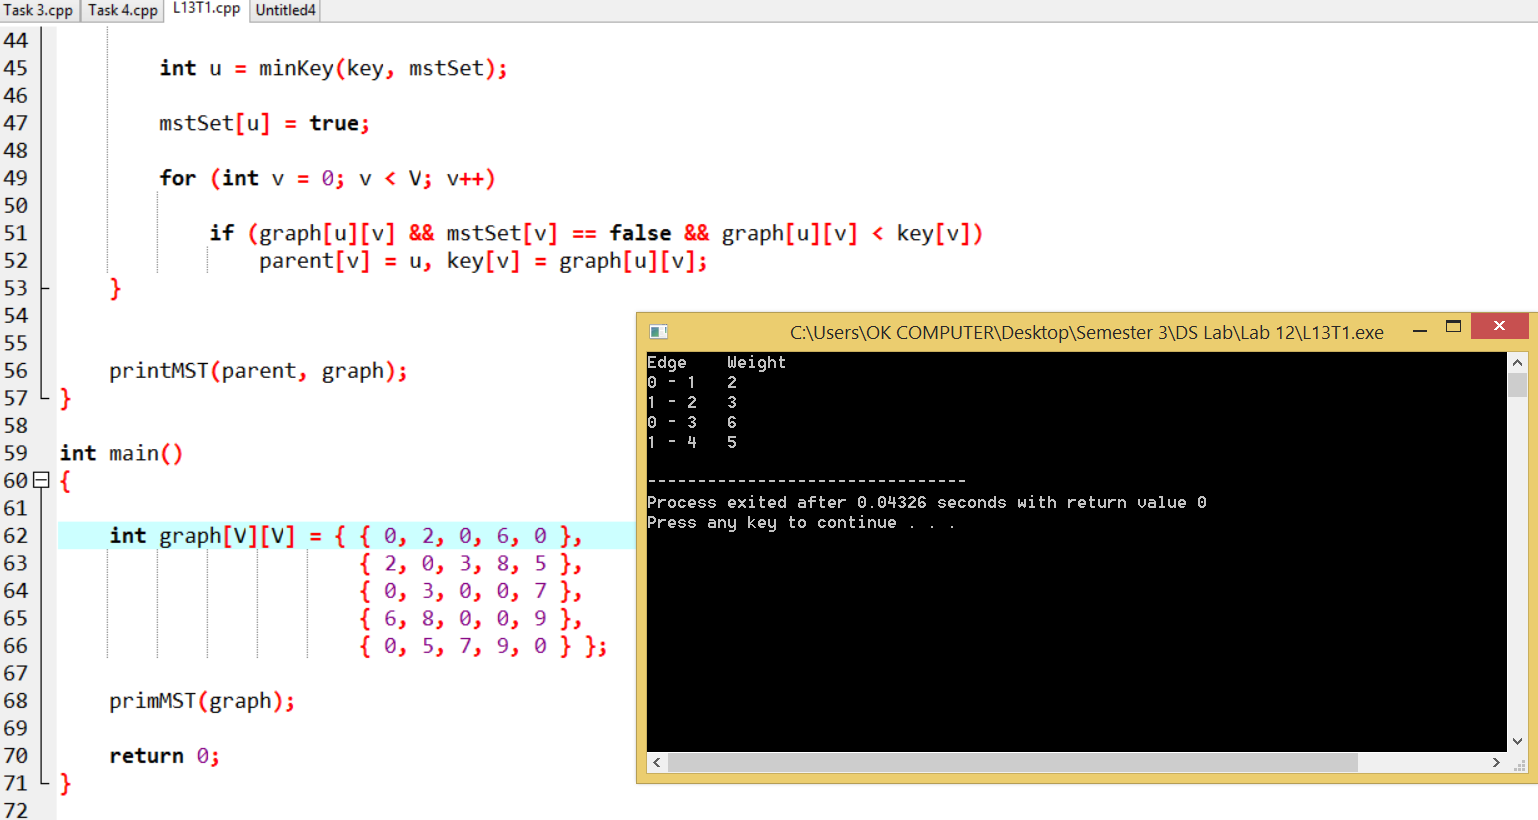 Task 3.cpp Task 4.cpp L13T1.cpp Untitled4
44
45 int u = minKey(key, mstSet);
46
47 mstSet[u] = true;
48
49 for (int v = 0; v < V; v++)
50
51 if (graph[u][v] && mstSet[v] == false && graph[u][v] < key[v])
52 parent[v] = u, key[v] = graph[u][v];
53 }
54
55
56 printMST(parent, graph);
57 }
58
59 int main()
60 {
61
62 int graph[V][V] = { { 0, 2, 0, 6, 0 },
63 { 2, 0, 3, 8, 5 },
64 { 0, 3, 0, 0, 7 },
65 { 6, 8, 0, 0, 9 },
66 { 0, 5, 7, 9, 0 } };
67
68 primMST(graph);
69
70 return 0;
71 }
72
C:\Users\OK COMPUTER\Desktop\Semester 3\DS Lab\Lab 12\L13T1.exe
Edge Weight
0 - 1 2
1 - 2 3
0 - 3 6
1 - 4 5
--------------------------------
Process exited after 0.04326 seconds with return value 0
Press any key to continue . . .